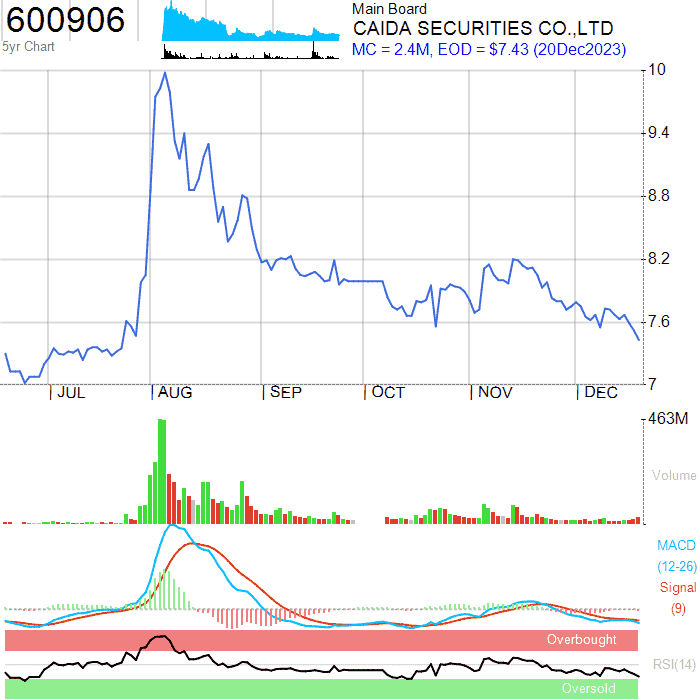 600906
5yr Chart
Main Board
CAIDA SECURITIES CO.,LTD
MC = 2.4M, EOD = $7.43 (20Dec2023)
10
9.4
8.8
8.2
7.6
7
JUL
AUG
SEP
OCT
NOV
DEC
463M
Volume
MACD
(12-26)
Signal
(9)
Overbought
RSI(14)
Oversold